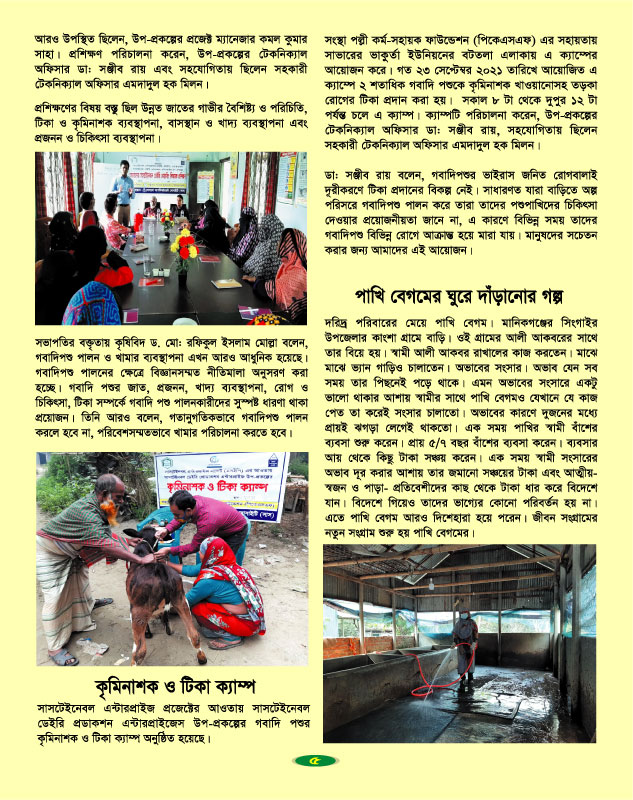 আরও উপস্থিত ছিলেন, উপ-প্রকল্পের প্রজেক্ট ম্যানেজার কমল কুমার
সাহা। প্রশিক্ষণ পরিচালনা করেন, উপ-প্রকল্পের টেকনিক্যাল
অফিসার ডা: সঞ্জীব রায় এবং সহযোগিতায় ছিলেন সহকারী
টেকনিক্যাল অফিসার এমদাদুল হক মিলন।
প্রশিক্ষণের বিষয় বস্তু ছিল উন্নত জাতের গাভীর বৈশিষ্ট্য ও পরিচিতি,
টিকা ও কৃমিনাশক ব্যবস্থাপনা, বাসস্থান ও খাদ্য ব্যবস্থাপনা এবং
প্রজনন ও চিকিৎসা ব্যবস্থাপনা।
সভাপতির বক্তৃতায় কৃষিবিদ ড. মো: রফিকুল ইসলাম মোল্লা বলেন,
গবাদিপশু পালন ও খামার ব্যবস্থাপনা এখন আরও আধুনিক হয়েছে।
গবাদিপশু পালনের ক্ষেত্রে বিজ্ঞানসম্মত নীতিমালা অনুসরণ করা
হচ্ছে। গবাদি পশুর জাত, প্রজনন, খাদ্য ব্যবস্থাপনা, রোগ ও
চিকিৎসা, টিকা সম্পর্কে গবাদি পশু পালনকারীদের সুস্পষ্ট ধারণা থাকা
প্রয়োজন। তিনি আরও বলেন, গতানুগতিকভাবে গবাদিপশু পালন
করলে হবে না, পরিবেশসম্মতভাবে খামার পরিচালনা করতে হবে।
কৃমিনাশক ও টিকা ক্যাম্প
কৃমিনাশক ও টিকা ক্যাম্প
সাসটেইনেবল এন্টারপ্রাইজ প্রজেক্টের আওতায় সাসটেইনেবল
ডেইরি প্রডাকশন এন্টারপ্রাইজেস উপ-প্রকল্পের গবাদি পশুর
কৃমিনাশক ও টিকা ক্যাম্প অনুষ্ঠিত হয়েছে।
সংস্থা পল্লী কর্ম-সহায়ক ফাউন্ডেশন (পিকেএসএফ) এর সহায়তায়
সাভারের ভাকুর্তা ইউনিয়নের বটতলা এলাকায় এ ক্যাম্পের
আয়োজন করে। গত ২৩ সেপ্টেম্বর ২০২১ তারিখে আয়োজিত এ
ক্যাম্পে ২ শতাধিক গবাদি পশুকে কৃমিনাশক খাওয়ানোসহ তড়কা
রোগের টিকা প্রদান করা হয়। সকাল ৮ টা থেকে দুপুর ১২ টা
পর্যন্ত চলে এ ক্যাম্প। ক্যাম্পটি পরিচালনা করেন, উপ-প্রকল্পের
টেকনিক্যাল অফিসার ডা: সঞ্জীব রায়, সহযোগিতায় ছিলেন
সহকারী টেকনিক্যাল অফিসার এমদাদুল হক মিলন।
ডা: সঞ্জীব রায় বলেন, গবাদিপশুর ভাইরাস জনিত রোগবালাই
দূরীকরণে টিকা প্রদানের বিকল্প নেই। সাধারণত যারা বাড়িতে অল্প
পরিসরে গবাদিপশু পালন করে তারা তাদের পশুপাখিদের চিকিৎসা
দেওয়ার প্রয়োজনীয়তা জানে না, এ কারণে বিভিন্ন সময় তাদের
গবাদিপশু বিভিন্ন রোগে আক্রান্ত হয়ে মারা যায়। মানুষদের সচেতন
করার জন্য আমাদের এই আয়োজন।
পাখি বেগমের ঘুরে দাঁড়ানোর গল্প
দরিদ্র পরিবারের মেয়ে পাখি বেগম। মানিকগঞ্জের সিংগাইর
উপজেলার কাংশা গ্রামে বাড়ি। ওই গ্রামের আলী আকবরের সাথে
তার বিয়ে হয়। স্বামী আলী আকবর রাখালের কাজ করতেন। মাঝে
মাঝে ভ্যান গাড়িও চালাতেন। অভাবের সংসার। অভাব যেন সব
সময় তার পিছনেই পড়ে থাকে। এমন অভাবের সংসারে একটু
ভালো থাকার আশায় স্বামীর সাথে পাখি বেগমও যেখানে যে কাজ
পেত তা করেই সংসার চালাতো। অভাবের কারণে দুজনের মধ্যে
প্রায়ই ঝগড়া লেগেই থাকতো। এক সময় পাখির স্বামী বাঁশের
ব্যবসা শুরু করেন। প্রায় ৫/৭ বছর বাঁশের ব্যবসা করেন। ব্যবসার
আয় থেকে কিছু টাকা সঞ্চয় করেন। এক সময় স্বামী সংসারের
অভাব দূর করার আশায় তার জমানো সঞ্চয়ের টাকা এবং আত্মীয়-
স্বজন ও পাড়া- প্রতিবেশীদের কাছ থেকে টাকা ধার করে বিদেশে
যান। বিদেশে গিয়েও তাদের ভাগ্যের কোনো পরিবর্তন হয় না।
এতে পাখি বেগম আরও দিশেহারা হয়ে পরেন। জীবন সংগ্রামের
নতুন সংগ্রাম শুরু হয় পাখি বেগমের।
৫